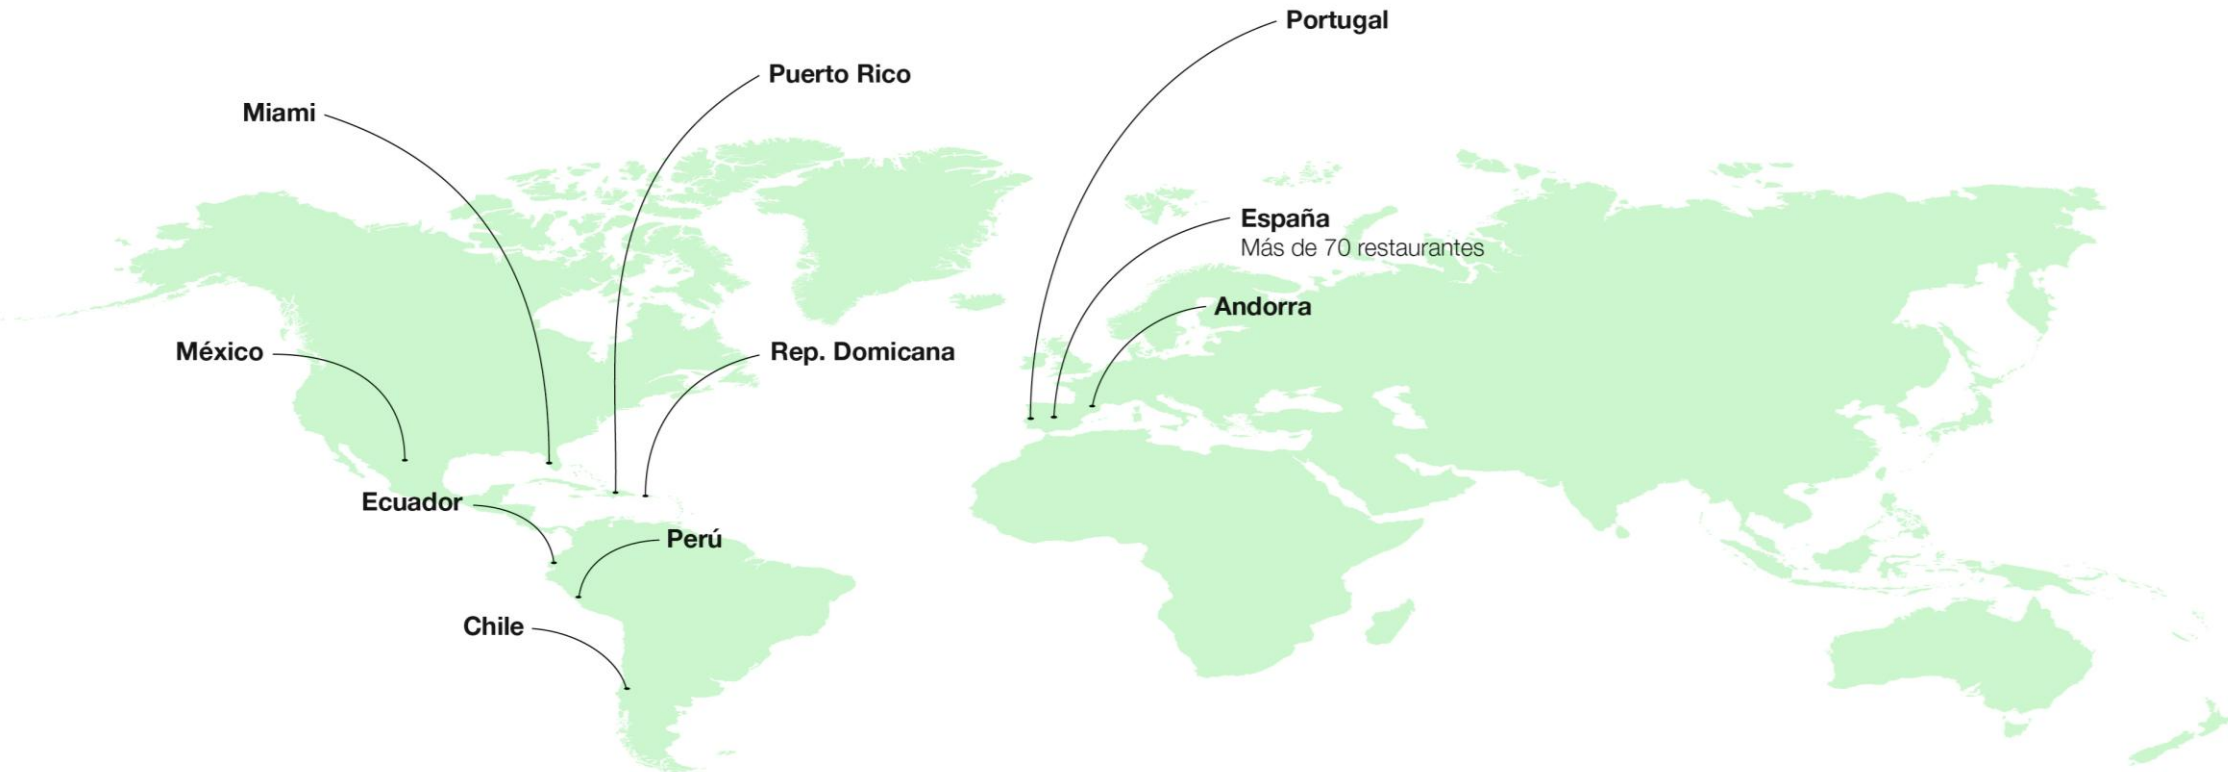 Portugal
Puerto Rico
Miami
España
Más de 70 restaurantes
Andorra
México
Rep. Domicana
Ecuador
Perú
Chile